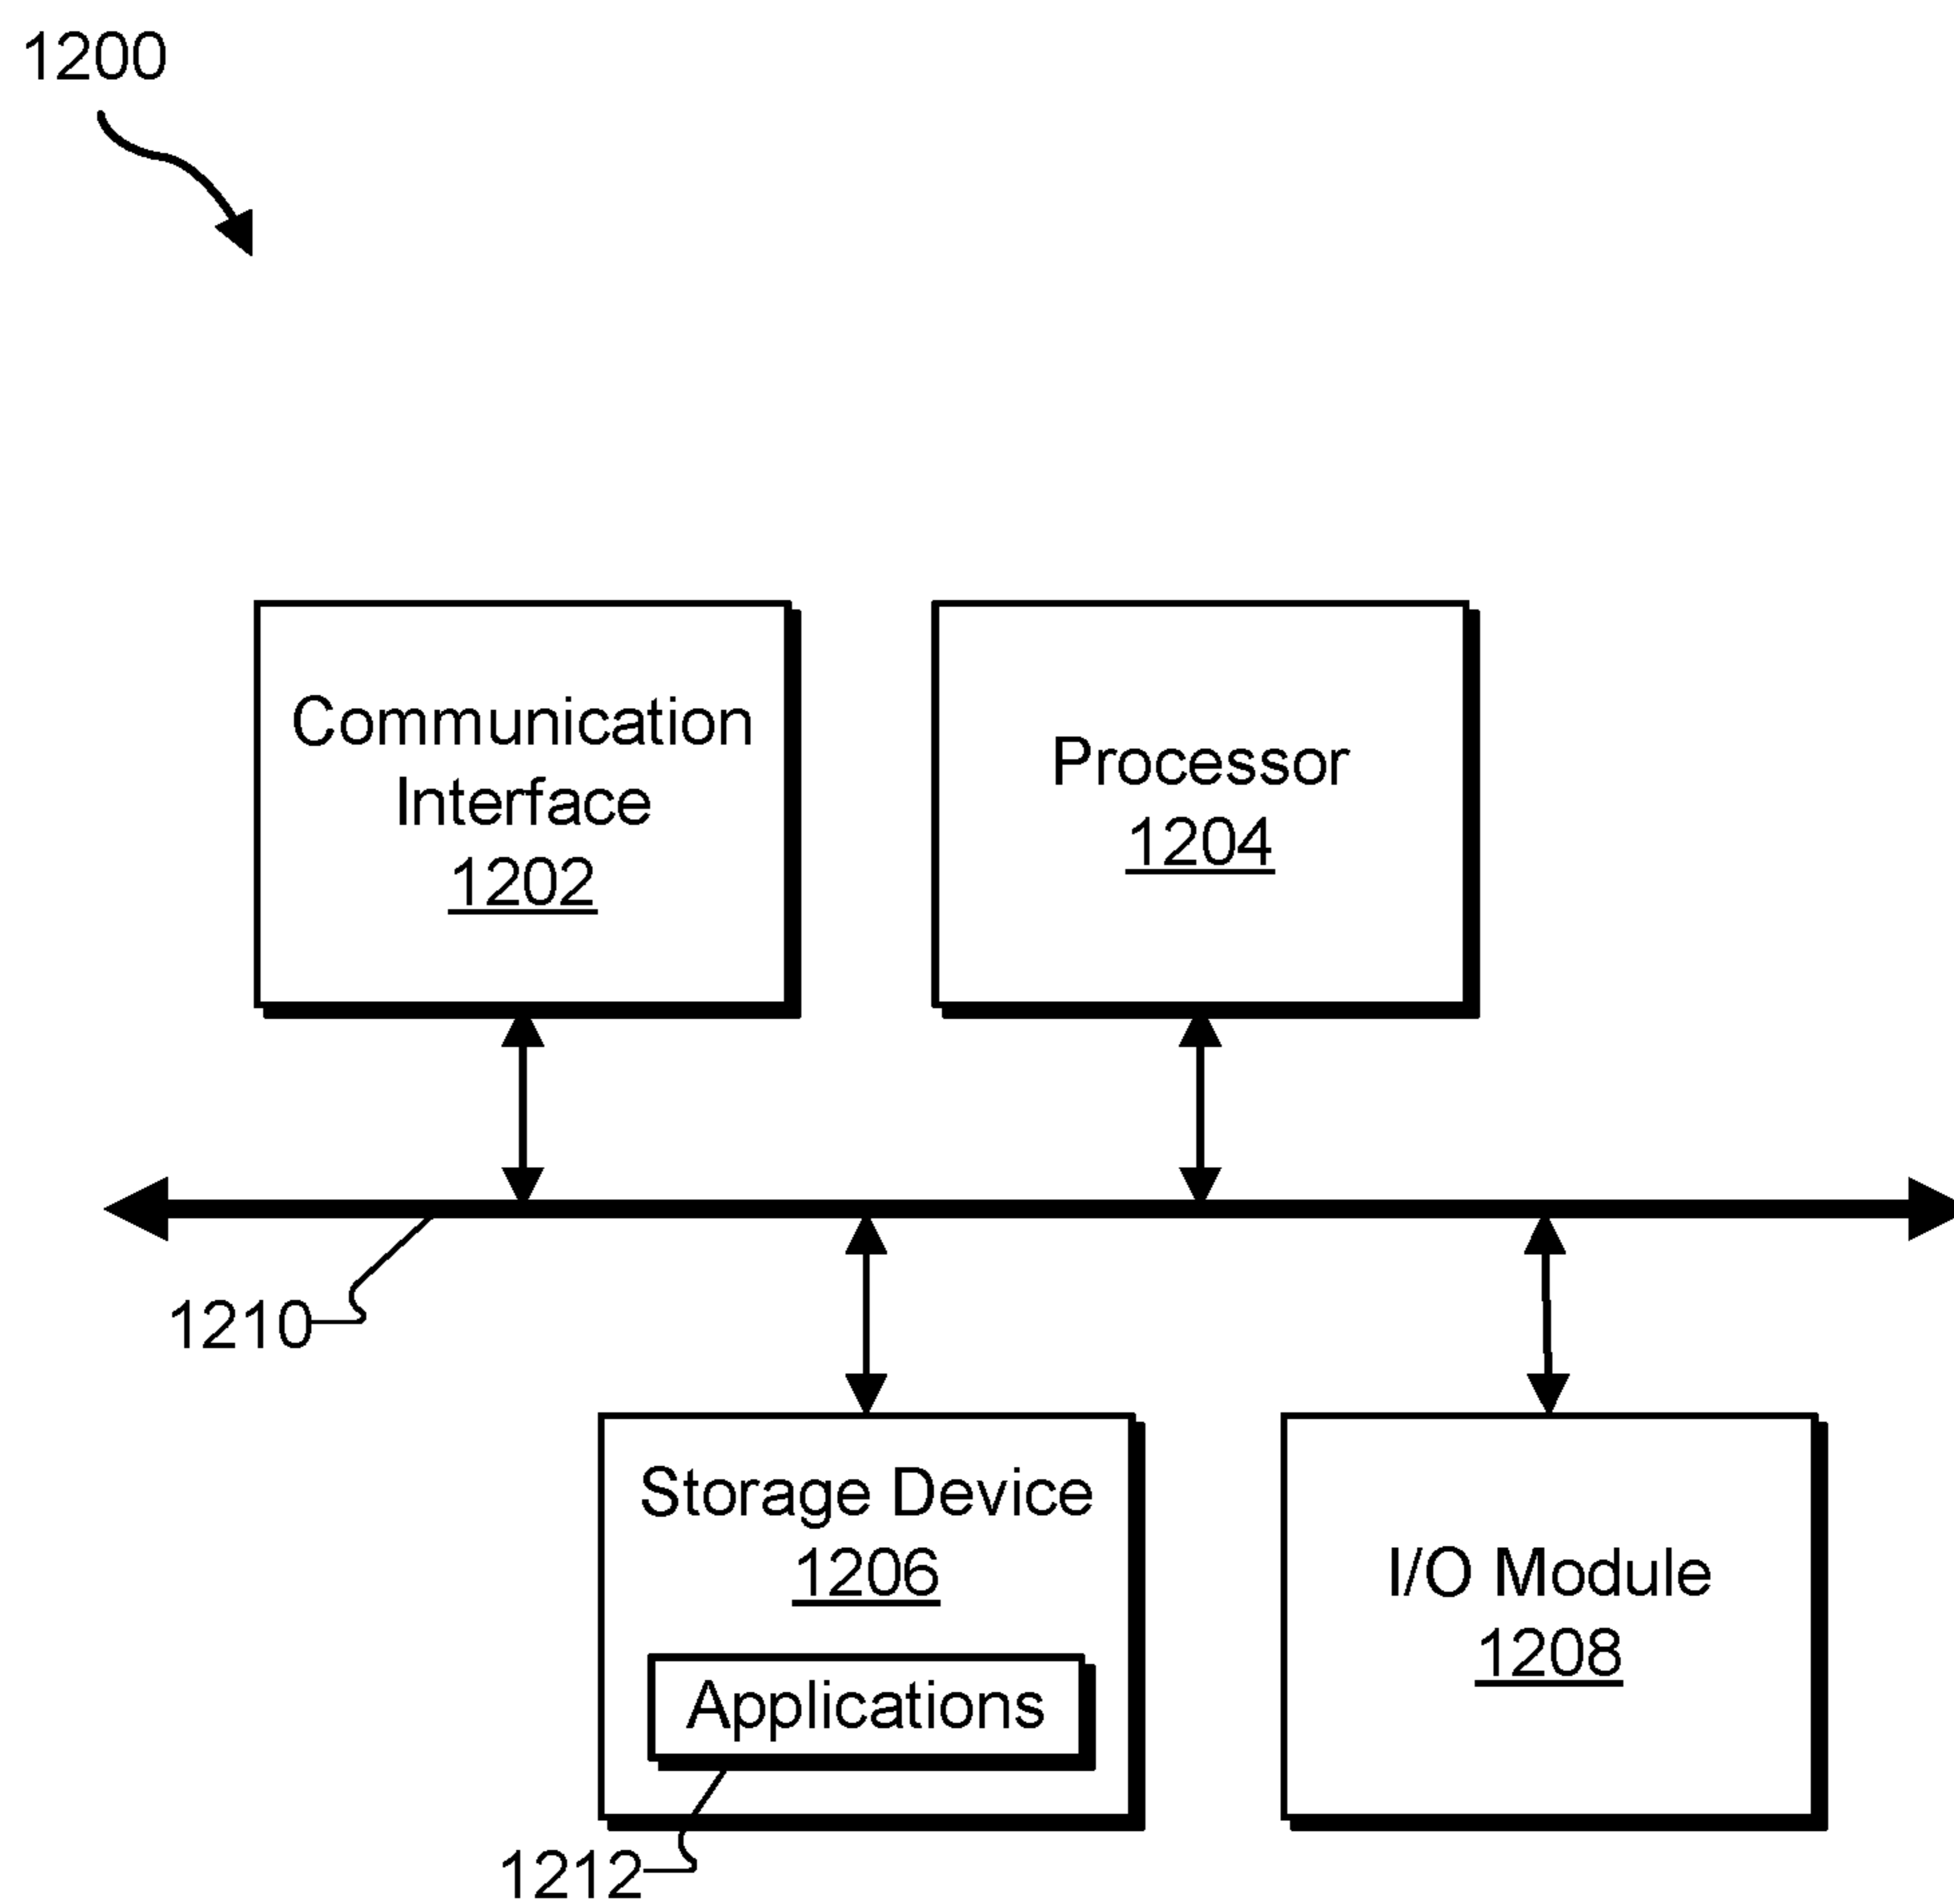 1200
Communication
Interface
1202
Processor
1204
1210
Storage Device
1206
Applications
1212
I/O Module
1208